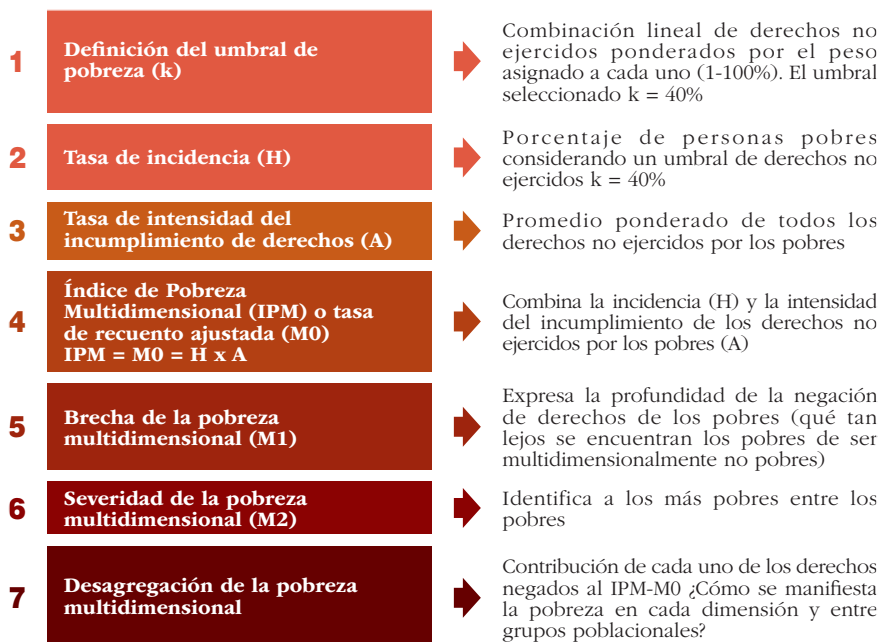 1
Definición del umbral de
pobreza (k)
Combinación lineal de derechos no
ejercidos ponderados por el peso
asignado a cada uno (1-100%). El umbral
seleccionado k = 40%
2
Tasa de incidencia (H)
Porcentaje de personas pobres
considerando un umbral de derechos no
ejercidos k = 40%
3
Tasa de intensidad del
incumplimiento de derechos (A)
Promedio ponderado de todos los
derechos no ejercidos por los pobres
4
Índice de Pobreza
Multidimensional (IPM) o tasa
de recuento ajustada (M0)
IPM = M0 = H x A
Combina la incidencia (H) y la intensidad
del incumplimiento de los derechos no
ejercidos por los pobres (A)
5
Brecha de la pobreza
multidimensional (M1)
Expresa la profundidad de la negación
de derechos de los pobres (qué tan
lejos se encuentran los pobres de ser
multidimensionalmente no pobres)
6
Severidad de la pobreza
multidimensional (M2)
Identifica a los más pobres entre los
pobres
7
Desagregación de la pobreza
multidimensional
Contribución de cada uno de los derechos
negados al IPM-M0 ¿Cómo se manifiesta
la pobreza en cada dimensión y entre
grupos poblacionales?